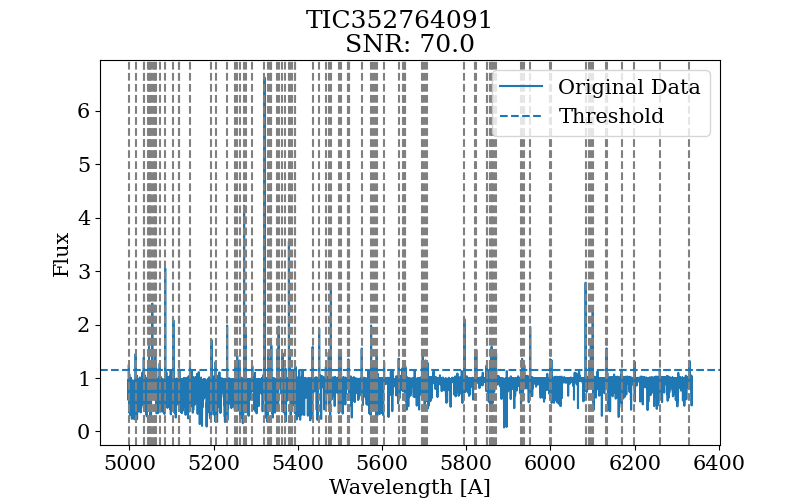 TIC352764091
SNR: 70.0
Original Data
Threshold
Flux
6
5
4
3
2
1
0
5000 5200 5400 5600 5800 6000 6200 6400
Wavelength [A]